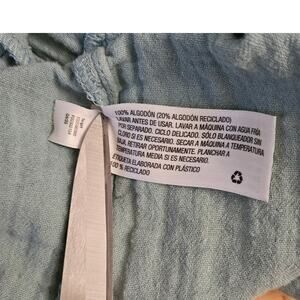 100% ALGODÓN (20% ALGODÓN RECICLADO)
LAVAR ANTES DE USAR. LAVAR A MÁQUINA CON AGUA FRÍA
POR SEPARADO. CICLO DELICADO. SÓLO BLANQUEADOR SIN
CLORO SI ES NECESARIO. SECAR A MÁQUINA A TEMPERATURA
BAJA. RETIRAR OPORTUNAMENTE. PLANCHAR A
TEMPERATURA MEDIA SI ES NECESARIO.
ETIQUETA ELABORADA CON PLÁSTICO
100 % RECICLADO